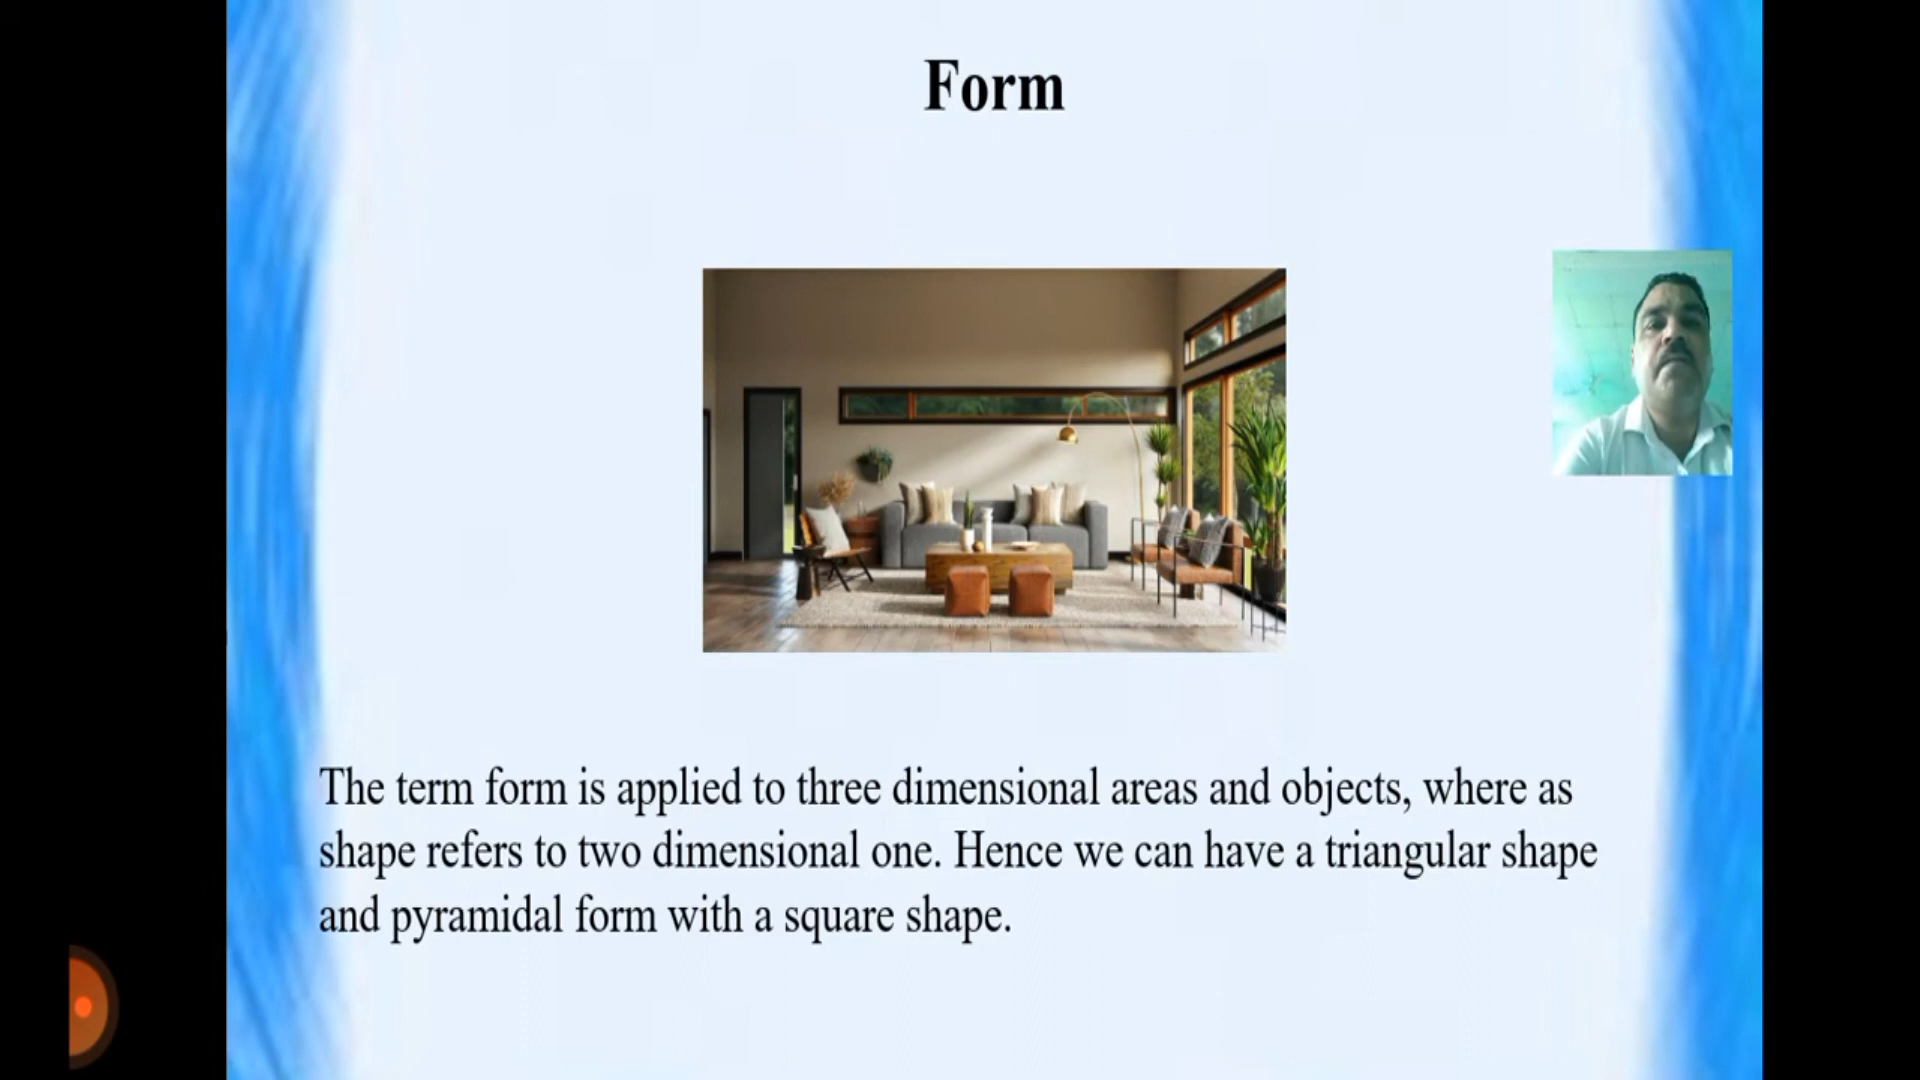 Form
The term form is applied to three dimensional areas and objects, where as
shape refers to two dimensional one. Hence we can have a triangular shape
and pyramidal form with a square shape.